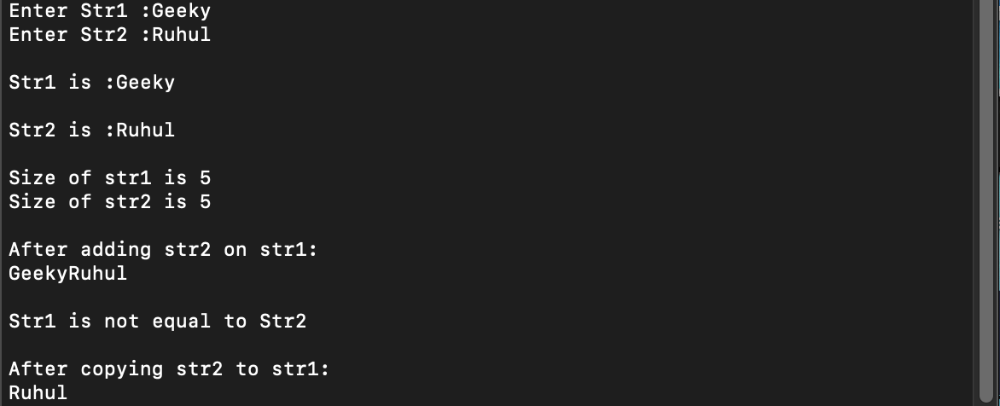 Enter Str1 :Geeky
Enter Str2 :Ruhul
Str1 is :Geeky
Str2 is :Ruhul
Size of str1 is 5
Size of str2 is 5
After adding str2 on str1:
GeekyRuhul
Str1 is not equal to Str2
After copying str2 to str1:
Ruhul